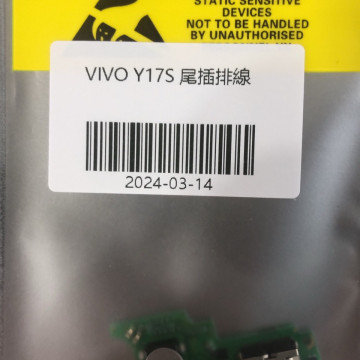 STATIC SENSITIVE
DEVICES
NOT TO BE HANDLED
BY UNAUTHORISED
VIVO Y17S 尾插排線
2024-03-14